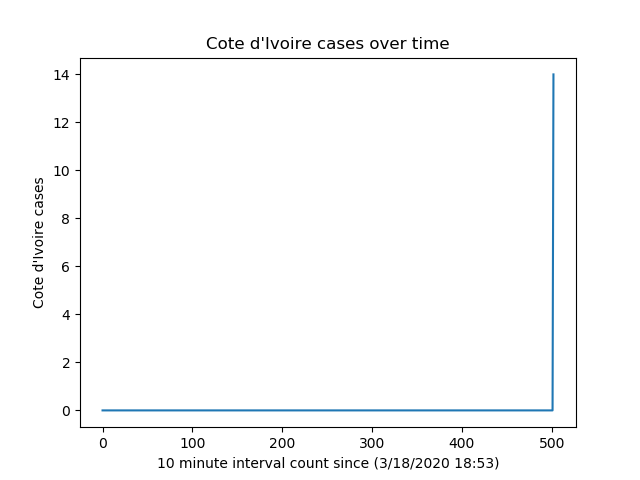 Cote d'Ivoire cases over time
14
12
10
8
6
4
2
0
Cote d'Ivoire cases
0 100 200 300 400 500
10 minute interval count since (3/18/2020 18:53)